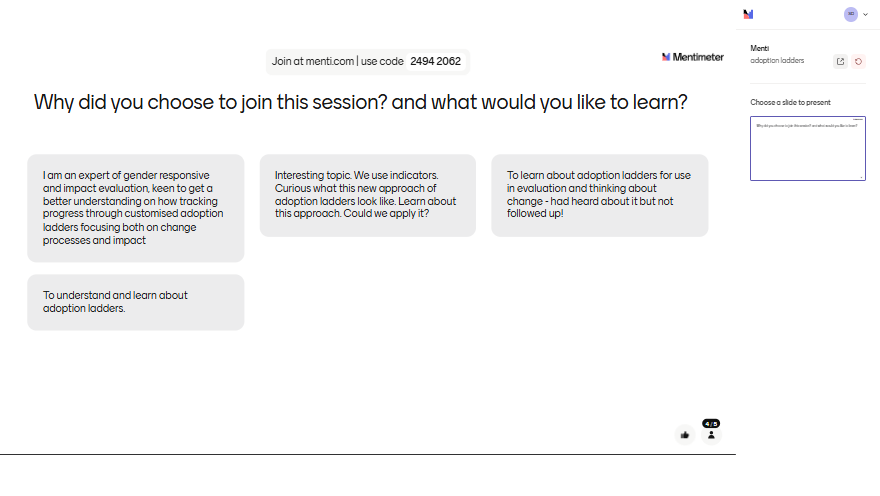 Join at menti.com | use code 2494 2062
Mentimeter
Why did you choose to join this session? and what would you like to learn?
I am an expert of gender responsive
and impact evaluation, keen to get a
better understanding on how tracking
progress through customised adoption
ladders focusing both on change
processes and impact
Interesting topic. We use indicators.
Curious what this new approach of
adoption ladders look like. Learn about
this approach. Could we apply it?
To learn about adoption ladders for use
in evaluation and thinking about
change - had heard about it but not
followed up!
To understand and learn about
adoption ladders.
4 / 5
Menti
adoption ladders
Choose a slide to present
Why did you choose to join this session? and what would you like to learn?